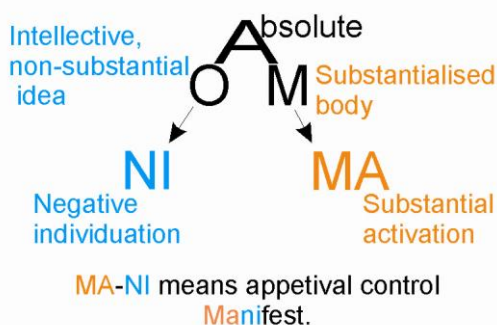 Absolute
Intellective,
non-substantial
idea
O M
Substantialised
body
NI
MA
Negative
individuation
Substantial
activation
MA-NI means appetival control
Manifest.